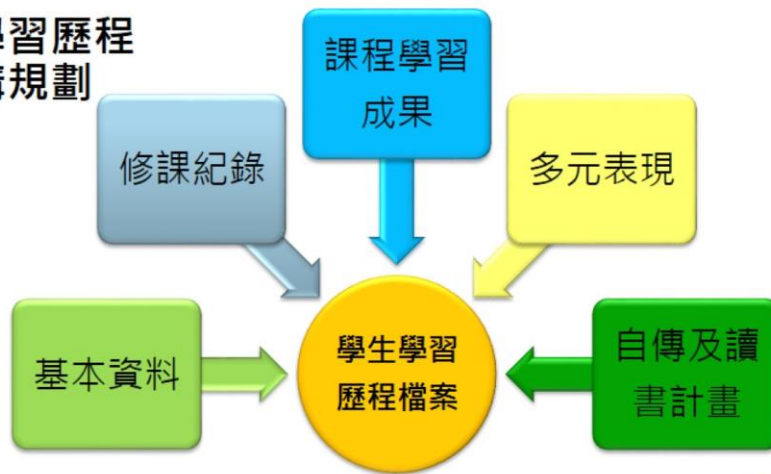 學習歷程
規劃
課程學習
成果
修課紀錄
多元表現
基本資料
學生學習
歷程檔案
自傳及讀
書計畫